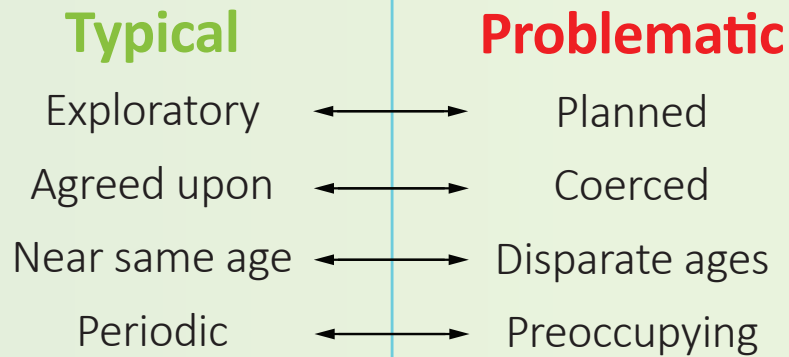 Typical Problematic
Exploratory Planned
Agreed upon Coerced
Near same age Disparate ages
Periodic Preoccupying